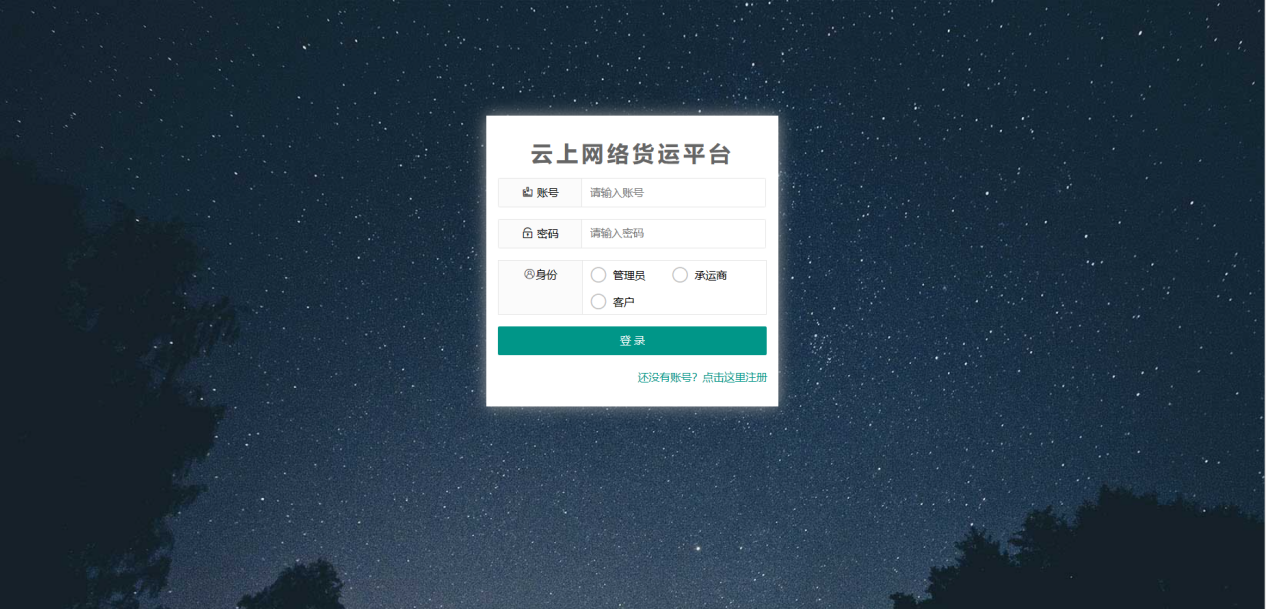 云上网络货运平台
账号 请输入账号
密码 请输入密码
身份 管理员 承运商
客户
登录
还没有账号？点击这里注册